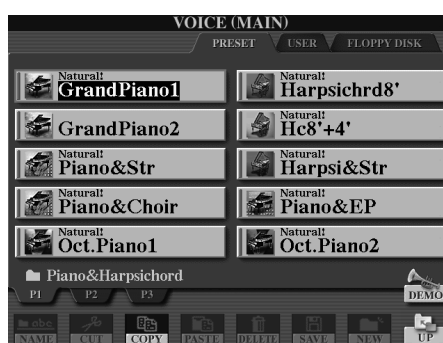 VOICE (MAIN)
PRESET USER FLOPPY DISK
Natural!
GrandPiano1
Natural!
Harpsichrd8'
GrandPiano2
Natural!
Hc8'+4'
Natural!
Piano&Str
Natural!
Harpsi&Str
Natural!
Piano&Choir
Natural!
Piano&EP
Natural!
Oct.Piano1
Natural!
Oct.Piano2
Piano&Harpsichord
P1 P2 P3
DEMO
abc
NAME CUT COPY PASTE DELETE SAVE NEW UP